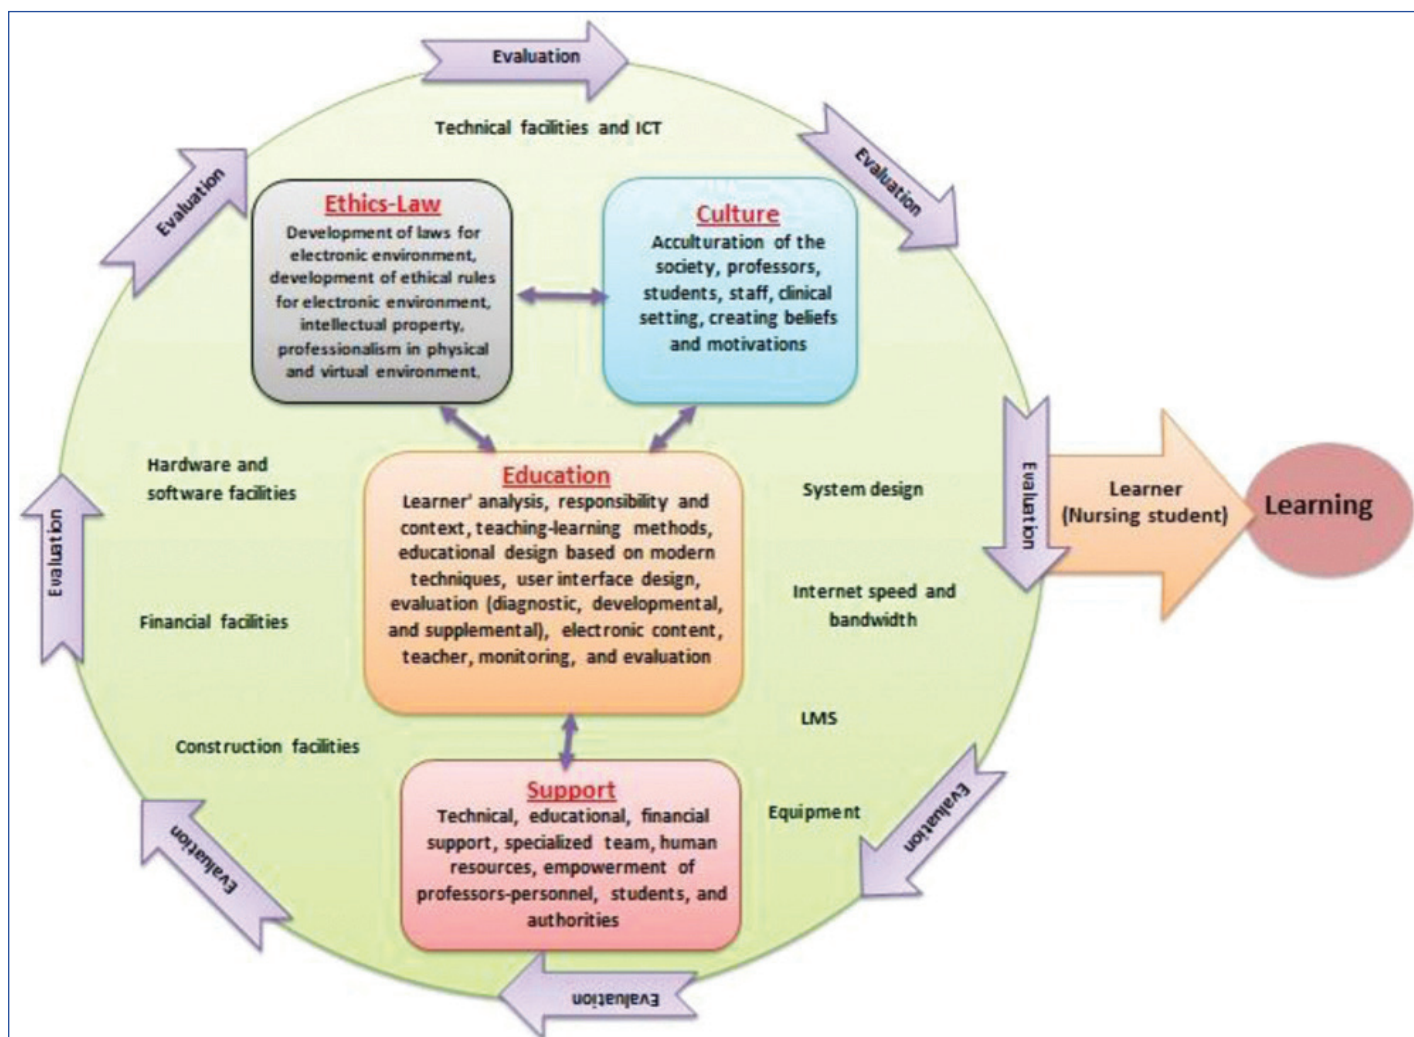 Evaluation
Technical facilities and ICT
Evaluation
Evaluation
Ethics-Law
Development of laws for
electronic environment,
development of ethical rules
for electronic environment,
intellectual property,
professionalism in physical
and virtual environment,
Culture
Acculturation of the
society, professors,
students, staff, clinical
setting, creating beliefs
and motivations
Hardware and
software facilities
Education
Learner' analysis, responsibility and
context, teaching-learning methods,
educational design based on modern
techniques, user interface design,
evaluation (diagnostic, developmental,
and supplemental), electronic content,
teacher, monitoring, and evaluation
System design
Evaluation
Learner
(Nursing student)
Learning
Evaluation
Financial facilities
Internet speed and
bandwidth
LMS
Construction facilities
Support
Technical, educational, financial
support, specialized team, human
resources, empowerment of
professors-personnel, students, and
authorities
Equipment
Evaluation
Evaluation
Evaluation